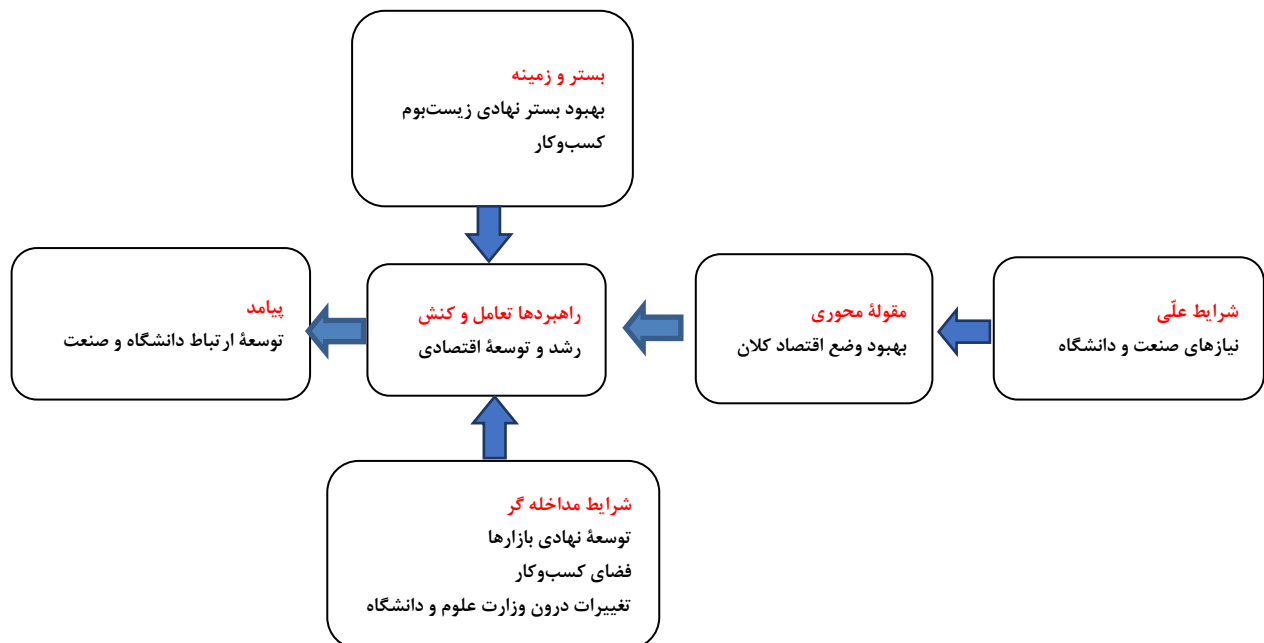 بستر و زمینه
بهبود بستر نهادی زیست‌بوم
کسب‌وکار
شرایط علّی
نیازهای صنعت و دانشگاه
مقولهٔ محوری
بهبود وضع اقتصاد کلان
راهبردها تعامل و کنش
رشد و توسعهٔ اقتصادی
پیامد
توسعهٔ ارتباط دانشگاه و صنعت
شرایط مداخله گر
توسعهٔ نهادی بازارها
فضای کسب‌وکار
تغییرات درون وزارت علوم و دانشگاه